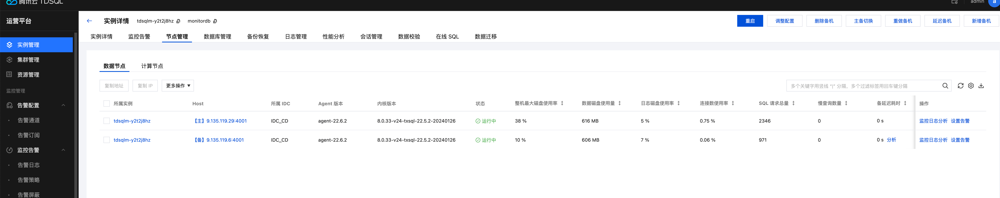 腾讯云 TDSQL
admin
a
运营平台
实例管理
集群管理
资源管理
监控管理
告警配置
告警通道
告警订阅
监控告警
告警日志
告警策略
告警屏蔽
实例详情 tdsqlm-y2t2j8hz monitordb
重启 调整配置 删除备机 主备切换 重做备机 延迟备机 新增备机
实例详情 监控告警 节点管理 数据库管理 备份恢复 日志管理 性能分析 会话管理 数据校验 在线 SQL 数据迁移
数据节点 计算节点
复制地址 复制 IP 更多操作
多个关键字用竖线 “|” 分隔，多个过滤标签用回车键分隔
所属实例 Host 所属 IDC Agent 版本 内核版本 状态 整机最大磁盘使用率 数据磁盘使用量 日志磁盘使用率 连接数使用率 SQL 请求总量 慢查询数量 备延迟耗时 操作
tdsqlm-y2t2j8hz 【主】9.135.119.29:4001 IDC_CD agent-22.6.2 8.0.33-v24-txsql-22.5.2-20240126 运行中 38 % 616 MB 5 % 0.75 % 2346 0 0 s 监控日志分析 设置告警
tdsqlm-y2t2j8hz 【备】9.135.119.6:4001 IDC_CD agent-22.6.2 8.0.33-v24-txsql-22.5.2-20240126 运行中 10 % 606 MB 7 % 0.06 % 971 0 0 s 分析 监控日志分析 设置告警